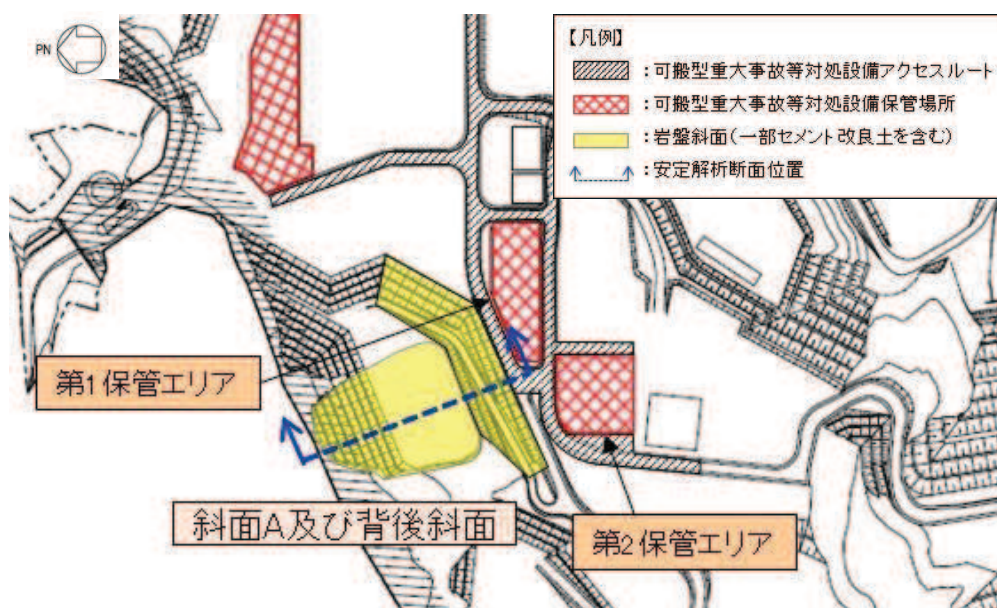 PN
【凡例】
:可搬型重大事故等対処設備アクセスルート
:可搬型重大事故等対処設備保管場所
:岩盤斜面(一部セメント改良土を含む)
:安定解析断面位置
第1保管エリア
斜面A及び背後斜面
第2保管エリア